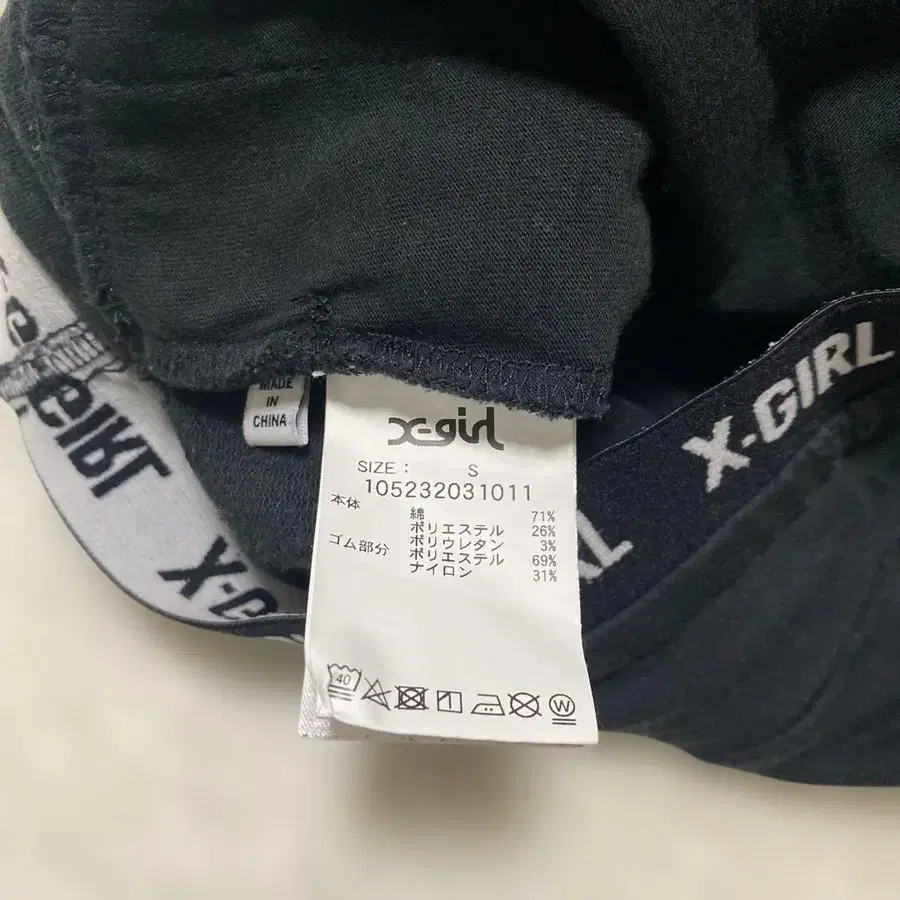 MADE
IN
CHINA
x-girl
SIZE : S
105232031011
本体 綿 71%
ポリエステル 26%
ポリウレタン 3%
ゴム部分 ポリエステル 69%
ナイロン 31%
40
W
X-GIRL